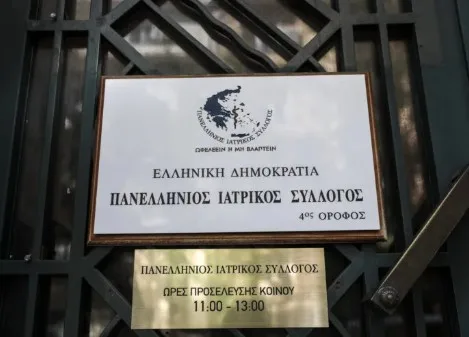 ΠΑΝΕΛΛΗΝΙΟΣ ΙΑΤΡΙΚΟΣ ΣΥΛΛΟΓΟΣ
ΩΦΕΛΕΕΙΝ Η ΜΗ ΒΛΑΠΤΕΙΝ
ΕΛΛΗΝΙΚΗ ΔΗΜΟΚΡΑΤΙΑ
ΠΑΝΕΛΛΗΝΙΟΣ ΙΑΤΡΙΚΟΣ ΣΥΛΛΟΓΟΣ
4ος ΟΡΟΦΟΣ
ΠΑΝΕΛΛΗΝΙΟΣ ΙΑΤΡΙΚΟΣ ΣΥΛΛΟΓΟΣ
ΩΡΕΣ ΠΡΟΣΕΛΕΥΣΗΣ ΚΟΙΝΟΥ
11:00 - 13:00